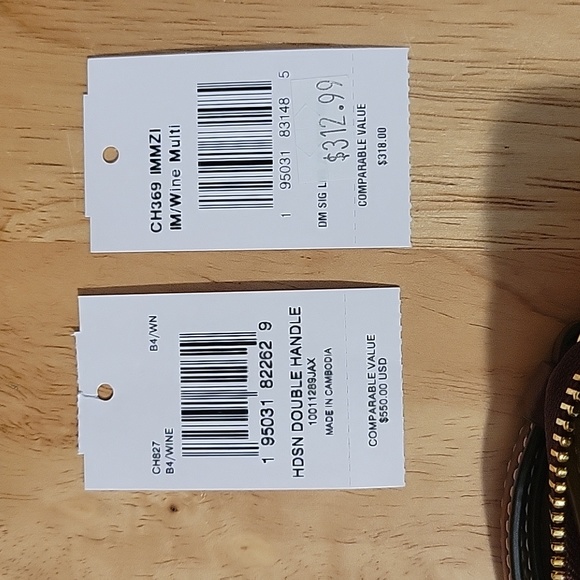 CH369 IMMZI
IM/Wine Multi
1 95031 83148 5
DM SIG L
$312.99
COMPARABLE VALUE
$318.00
CH827
B4/WINE
B4/WN
1 95031 82262 9
HDSN DOUBLE HANDLE
10011289JAX
MADE IN CAMBODIA
COMPARABLE VALUE
$550.00 USD